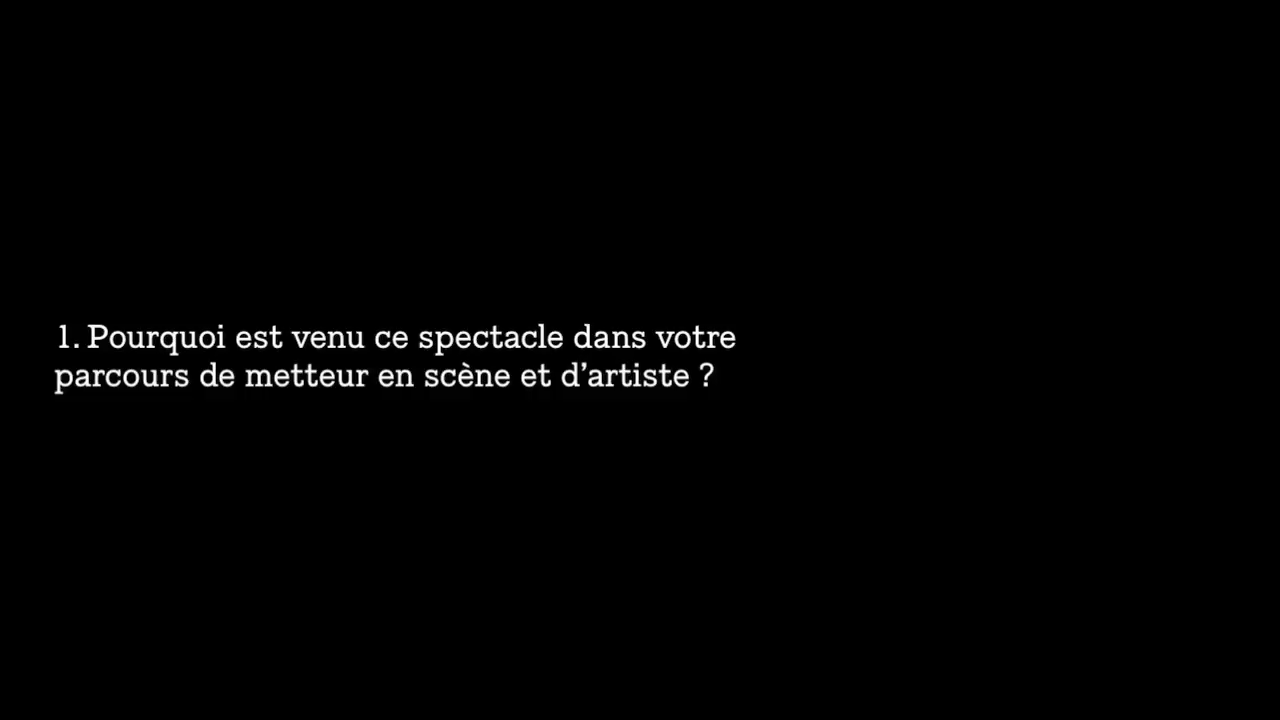 1. Pourquoi est venu ce spectacle dans votre
parcours de metteur en scène et d’artiste ?